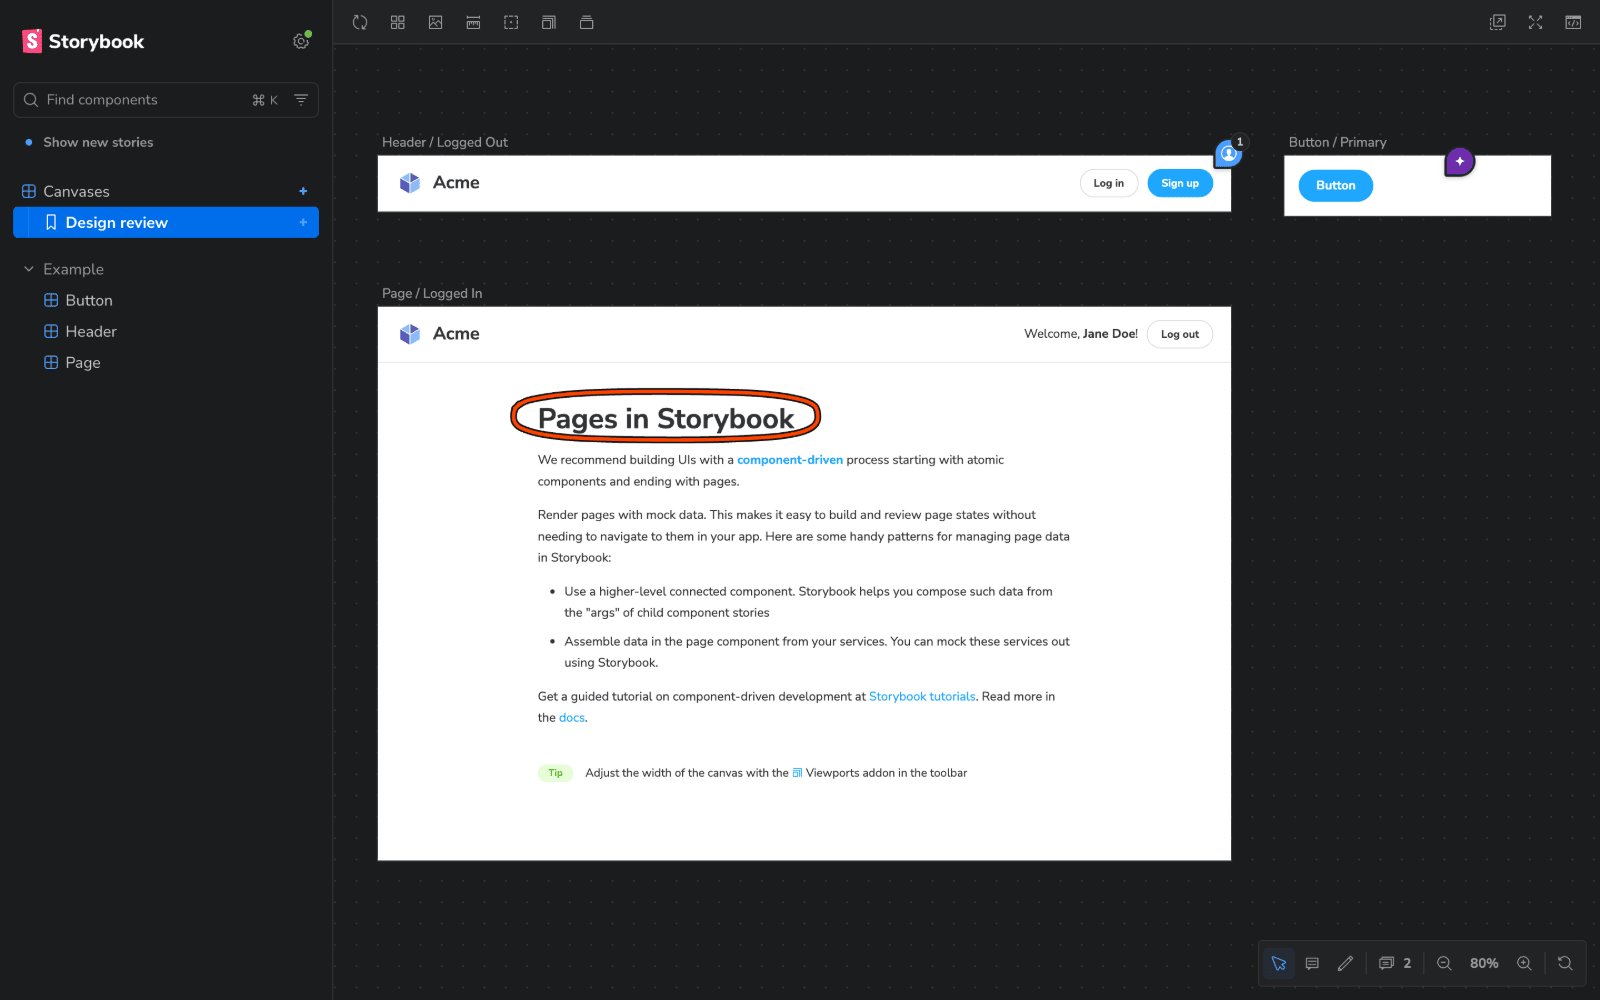 Storybook
Find components
⌘ K
Show new stories
Canvases
Design review
Example
Button
Header
Page
Header / Logged Out
1
Acme
Log in
Sign up
Button / Primary
Button
Page / Logged In
Acme
Welcome, Jane Doe!
Log out
Pages in Storybook
We recommend building UIs with a component-driven process starting with atomic
components and ending with pages.
Render pages with mock data. This makes it easy to build and review page states without
needing to navigate to them in your app. Here are some handy patterns for managing page data
in Storybook:
• Use a higher-level connected component. Storybook helps you compose such data from
the "args" of child component stories
• Assemble data in the page component from your services. You can mock these services out
using Storybook.
Get a guided tutorial on component-driven development at Storybook tutorials. Read more in
the docs.
Tip Adjust the width of the canvas with the Viewports addon in the toolbar
2
80%